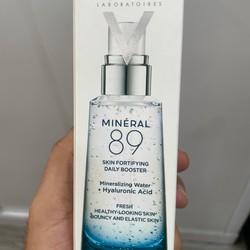 LABORATOIRES
V
MINÉRAL
89
SKIN FORTIFYING
DAILY BOOSTER
Mineralizing Water
+ Hyaluronic Acid
FRESH
HEALTHY-LOOKING SKIN*
BOUNCY AND ELASTIC SKIN*